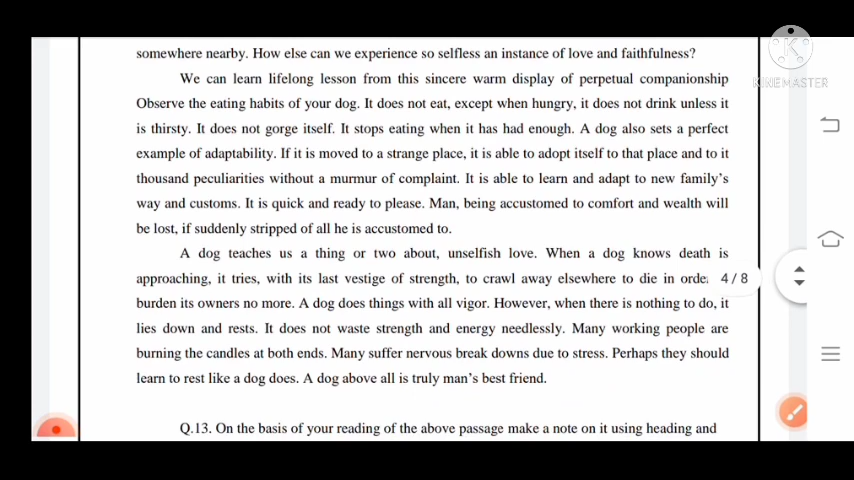 somewhere nearby. How else can we experience so selfless an instance of love and faithfulness?
We can learn lifelong lesson from this sincere warm display of perpetual companionship
Observe the eating habits of your dog. It does not eat, except when hungry, it does not drink unless it
is thirsty. It does not gorge itself. It stops eating when it has had enough. A dog also sets a perfect
example of adaptability. If it is moved to a strange place, it is able to adopt itself to that place and to it
thousand peculiarities without a murmur of complaint. It is able to learn and adapt to new family's
way and customs. It is quick and ready to please. Man, being accustomed to comfort and wealth will
be lost, if suddenly stripped of all he is accustomed to.
A dog teaches us a thing or two about, unselfish love. When a dog knows death is
approaching, it tries, with its last vestige of strength, to crawl away elsewhere to die in order
burden its owners no more. A dog does things with all vigor. However, when there is nothing to do, it
lies down and rests. It does not waste strength and energy needlessly. Many working people are
burning the candles at both ends. Many suffer nervous break downs due to stress. Perhaps they should
learn to rest like a dog does. A dog above all is truly man's best friend.
Q.13. On the basis of your reading of the above passage make a note on it using heading and
4/8
K
KINEMASTER